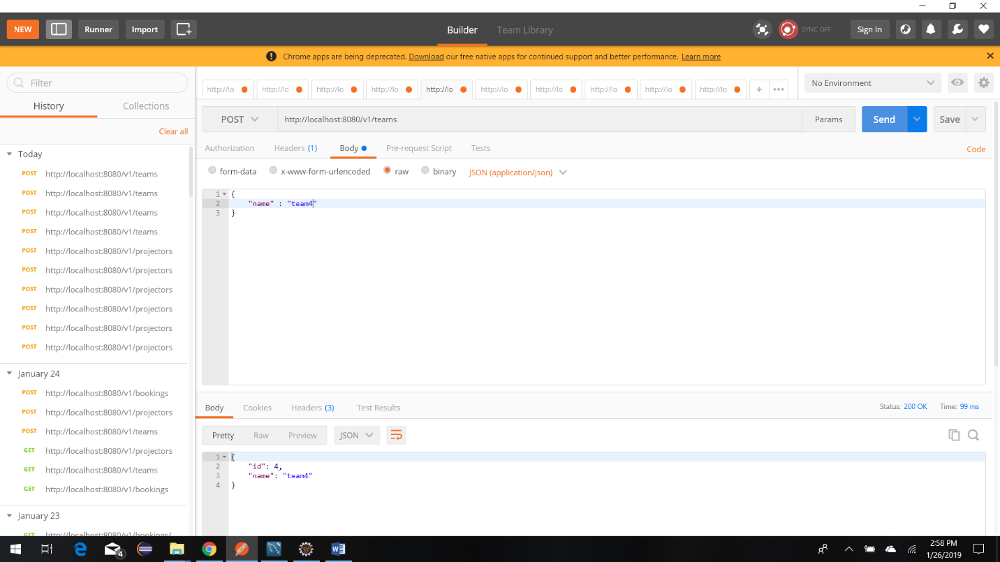 NEW Runner Import Builder Team Library SYNC OFF Sign In
Chrome apps are being deprecated. Download our free native apps for continued support and better performance. Learn more
Filter
History Collections
Clear all
Today
POST http://localhost:8080/v1/teams
POST http://localhost:8080/v1/teams
POST http://localhost:8080/v1/teams
POST http://localhost:8080/v1/teams
POST http://localhost:8080/v1/projectors
POST http://localhost:8080/v1/projectors
POST http://localhost:8080/v1/projectors
POST http://localhost:8080/v1/projectors
POST http://localhost:8080/v1/projectors
POST http://localhost:8080/v1/projectors
January 24
POST http://localhost:8080/v1/bookings
POST http://localhost:8080/v1/projectors
POST http://localhost:8080/v1/teams
GET http://localhost:8080/v1/projectors
GET http://localhost:8080/v1/teams
GET http://localhost:8080/v1/bookings
January 23
GET http://localhost:8080/v1/bookings/
http://lo http://lo http://lo http://lo http://lo http://lo http://lo http://lo http://lo http://lo + •••
No Environment
POST http://localhost:8080/v1/teams Params Send Save
Authorization Headers (1) Body Pre-request Script Tests Code
form-data x-www-form-urlencoded raw binary JSON (application/json)
1 {
2 "name" : "team4"
3 }
Body Cookies Headers (3) Test Results Status: 200 OK Time: 99 ms
Pretty Raw Preview JSON
1 {
2 "id": 4,
3 "name": "team4"
4 }
4
2:58 PM
1/26/2019